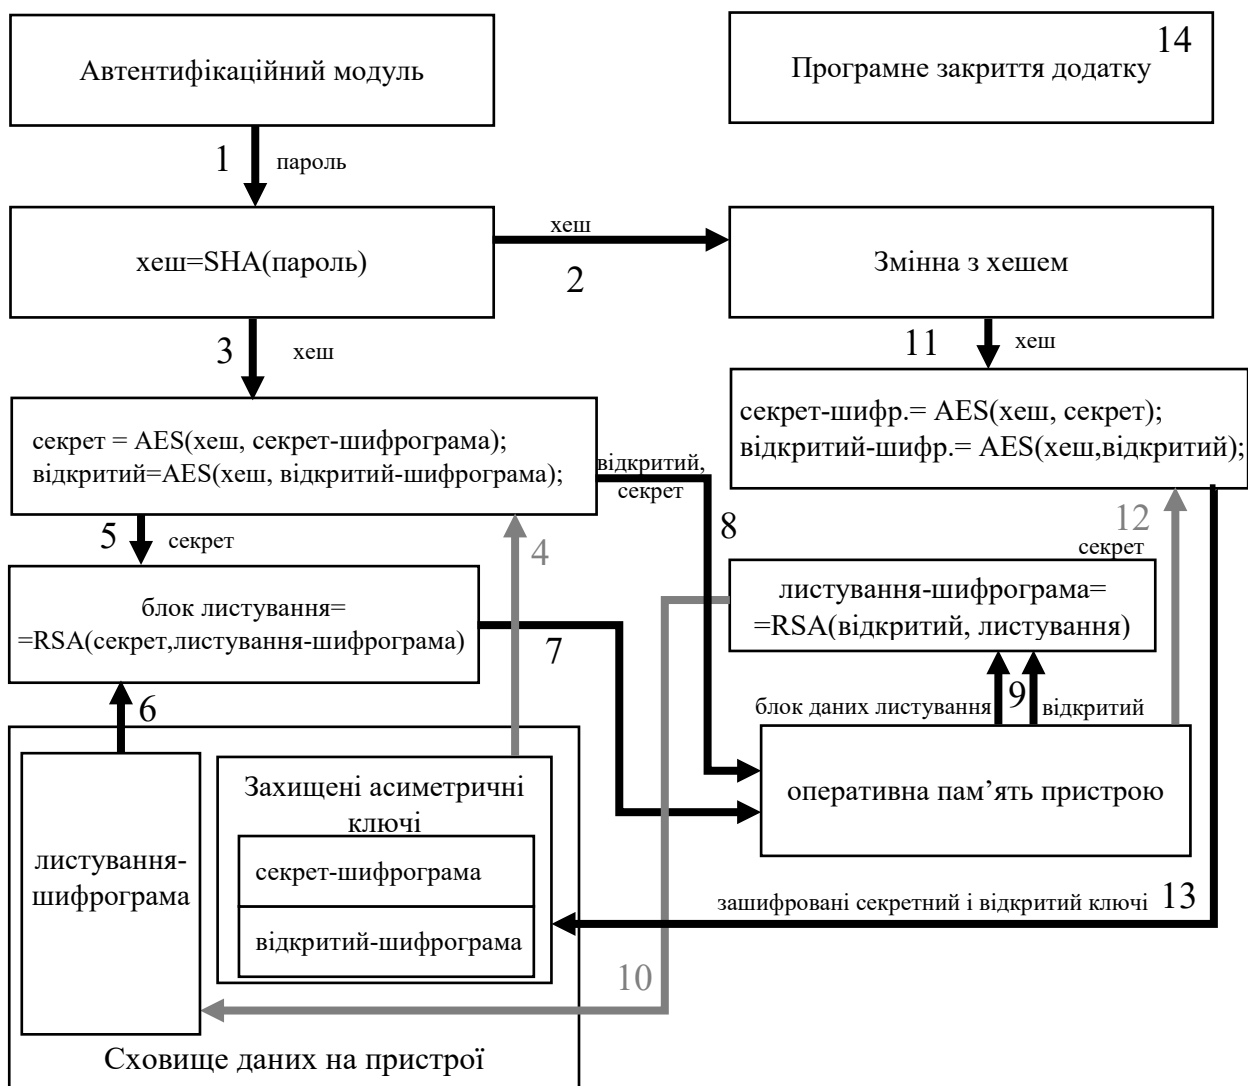 Автентифікаційний модуль
14
Програмне закриття додатку
1
пароль
хеш=SHA(пароль)
хеш
2
Змінна з хешем
3
хеш
11
хеш
секрет = AES(хеш, секрет-шифрограма);
відкритий=AES(хеш, відкритий-шифрограма);
відкритий,
секрет
секрет-шифр.= AES(хеш, секрет);
відкритий-шифр.= AES(хеш,відкритий);
5
секрет
4
8
12
секрет
блок листування=
=RSA(секрет,листування-шифрограма)
7
листування-шифрограма=
=RSA(відкритий, листування)
6
блок даних листування
9
відкритий
листування-
шифрограма
Захищені асиметричні
ключі
секрет-шифрограма
відкритий-шифрограма
оперативна пам’ять пристрою
зашифровані секретний і відкритий ключі
13
10
Сховище даних на пристрої